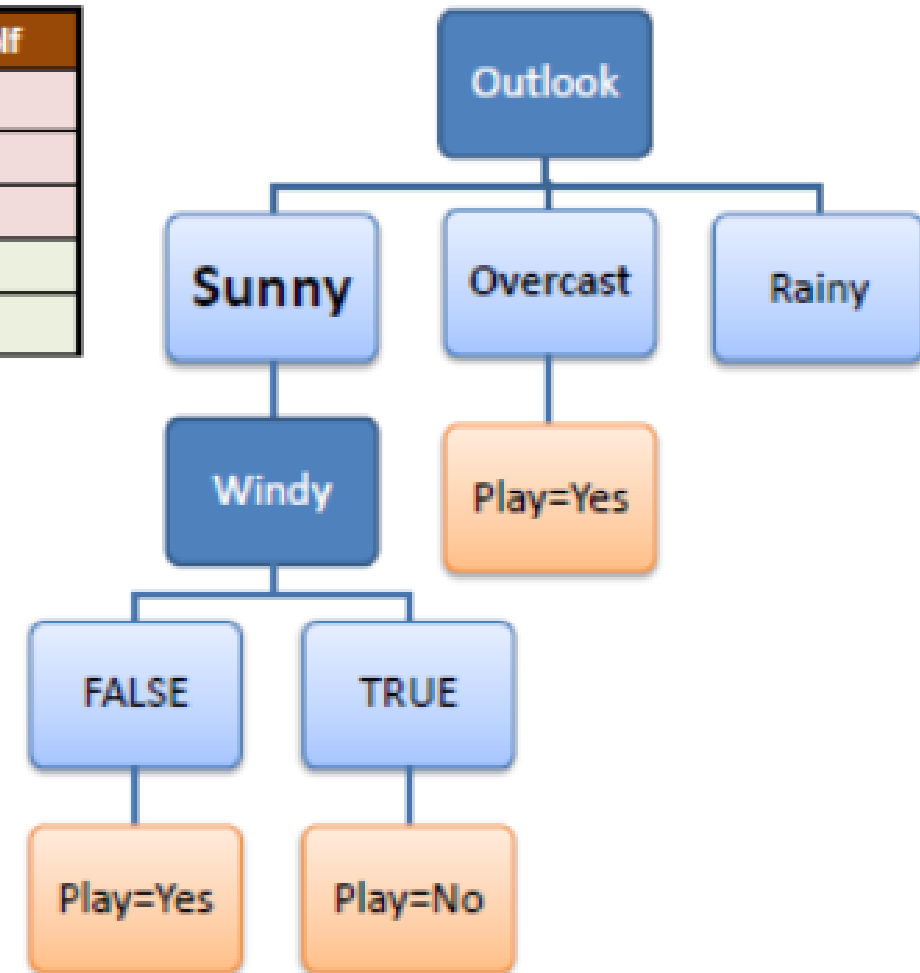 Outlook
Sunny
Overcast
Rainy
Windy
Play=Yes
FALSE
TRUE
Play=Yes
Play=No